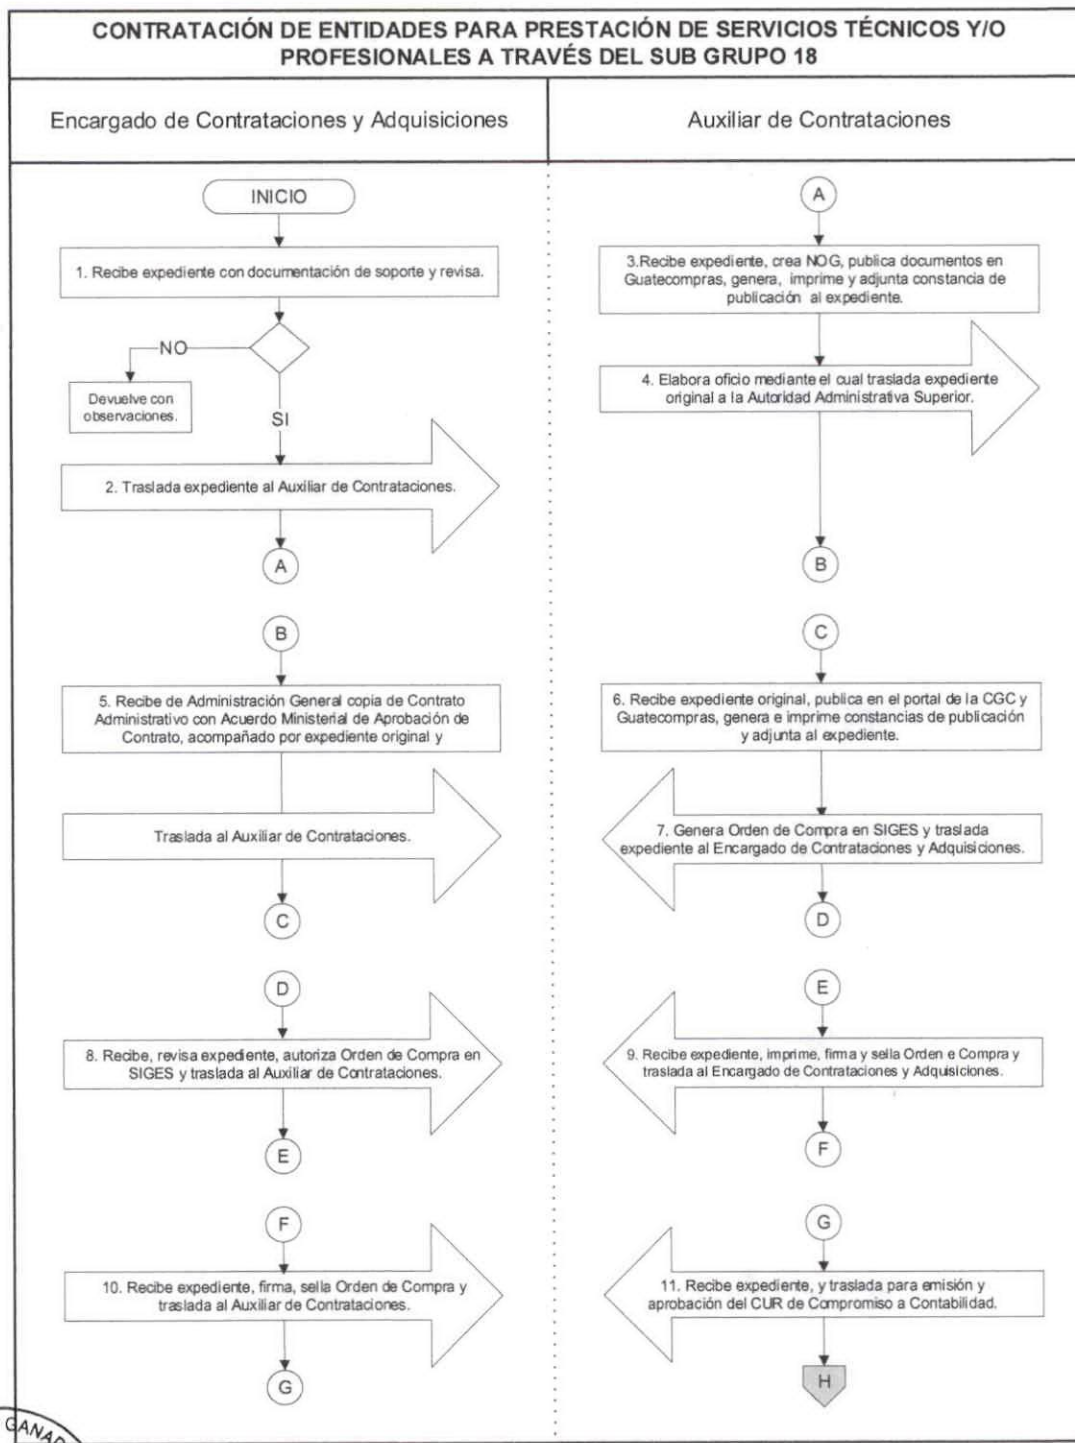 CONTRATACIÓN DE ENTIDADES PARA PRESTACIÓN DE SERVICIOS TÉCNICOS Y/O
PROFESIONALES A TRAVÉS DEL SUB GRUPO 18
Encargado de Contrataciones y Adquisiciones
Auxiliar de Contrataciones
INICIO
1. Recibe expediente con documentación de soporte y revisa.
NO
Devuelve con
observaciones.
SI
2. Traslada expediente al Auxiliar de Contrataciones.
A
A
3.Recibe expediente, crea NOG, publica documentos en
Guatecompras, genera, imprime y adjunta constancia de
publicación al expediente.
4. Elabora oficio mediante el cual traslada expediente
original a la Autoridad Administrativa Superior.
B
B
5. Recibe de Administración General copia de Contrato
Administrativo con Acuerdo Ministerial de Aprobación de
Contrato, acompañado por expediente original y
Traslada al Auxiliar de Contrataciones.
C
C
6. Recibe expediente original, publica en el portal de la CGC y
Guatecompras, genera e imprime constancias de publicación
y adjunta al expediente.
7. Genera Orden de Compra en SIGES y traslada
expediente al Encargado de Contrataciones y Adquisiciones.
D
D
8. Recibe, revisa expediente, autoriza Orden de Compra en
SIGES y traslada al Auxiliar de Contrataciones.
E
E
9. Recibe expediente, imprime, firma y sella Orden e Compra y
traslada al Encargado de Contrataciones y Adquisiciones.
F
F
10. Recibe expediente, firma, sella Orden de Compra y
traslada al Auxiliar de Contrataciones.
G
G
11. Recibe expediente, y traslada para emisión y
aprobación del CUR de Compromiso a Contabilidad.
H